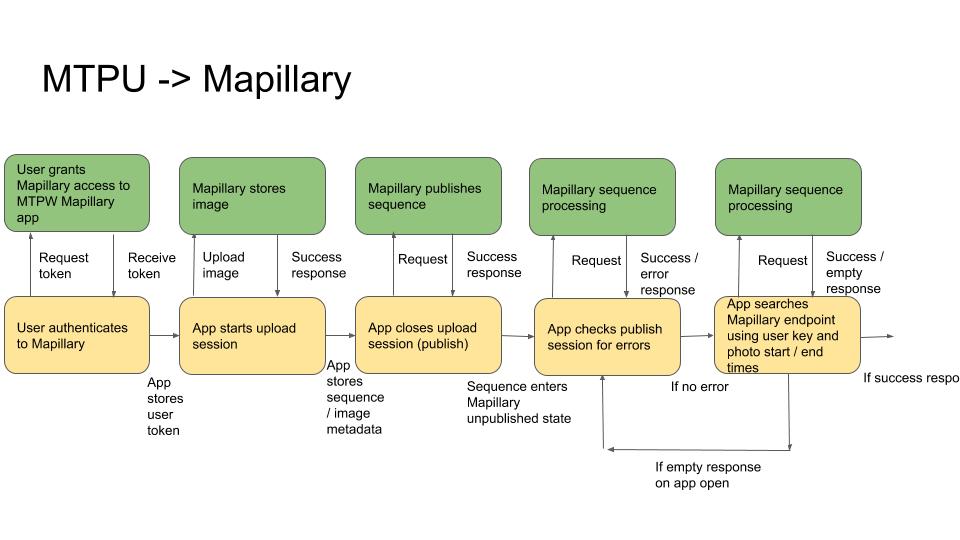 MTPU -> Mapillary
User grants
Mapillary access to
MTPW Mapillary
app
Mapillary stores
image
Mapillary publishes
sequence
Mapillary sequence
processing
Mapillary sequence
processing
Request
token
Receive
token
Upload
image
Success
response
Request
Success
response
Request
Success /
error
response
Request
Success /
empty
response
User authenticates
to Mapillary
App starts upload
session
App closes upload
session (publish)
App checks publish
session for errors
App searches
Mapillary endpoint
using user key and
photo start / end
times
App
stores
user
token
App
stores
sequence
/ image
metadata
Sequence enters
Mapillary
unpublished state
If no error
If success respo
If empty response
on app open